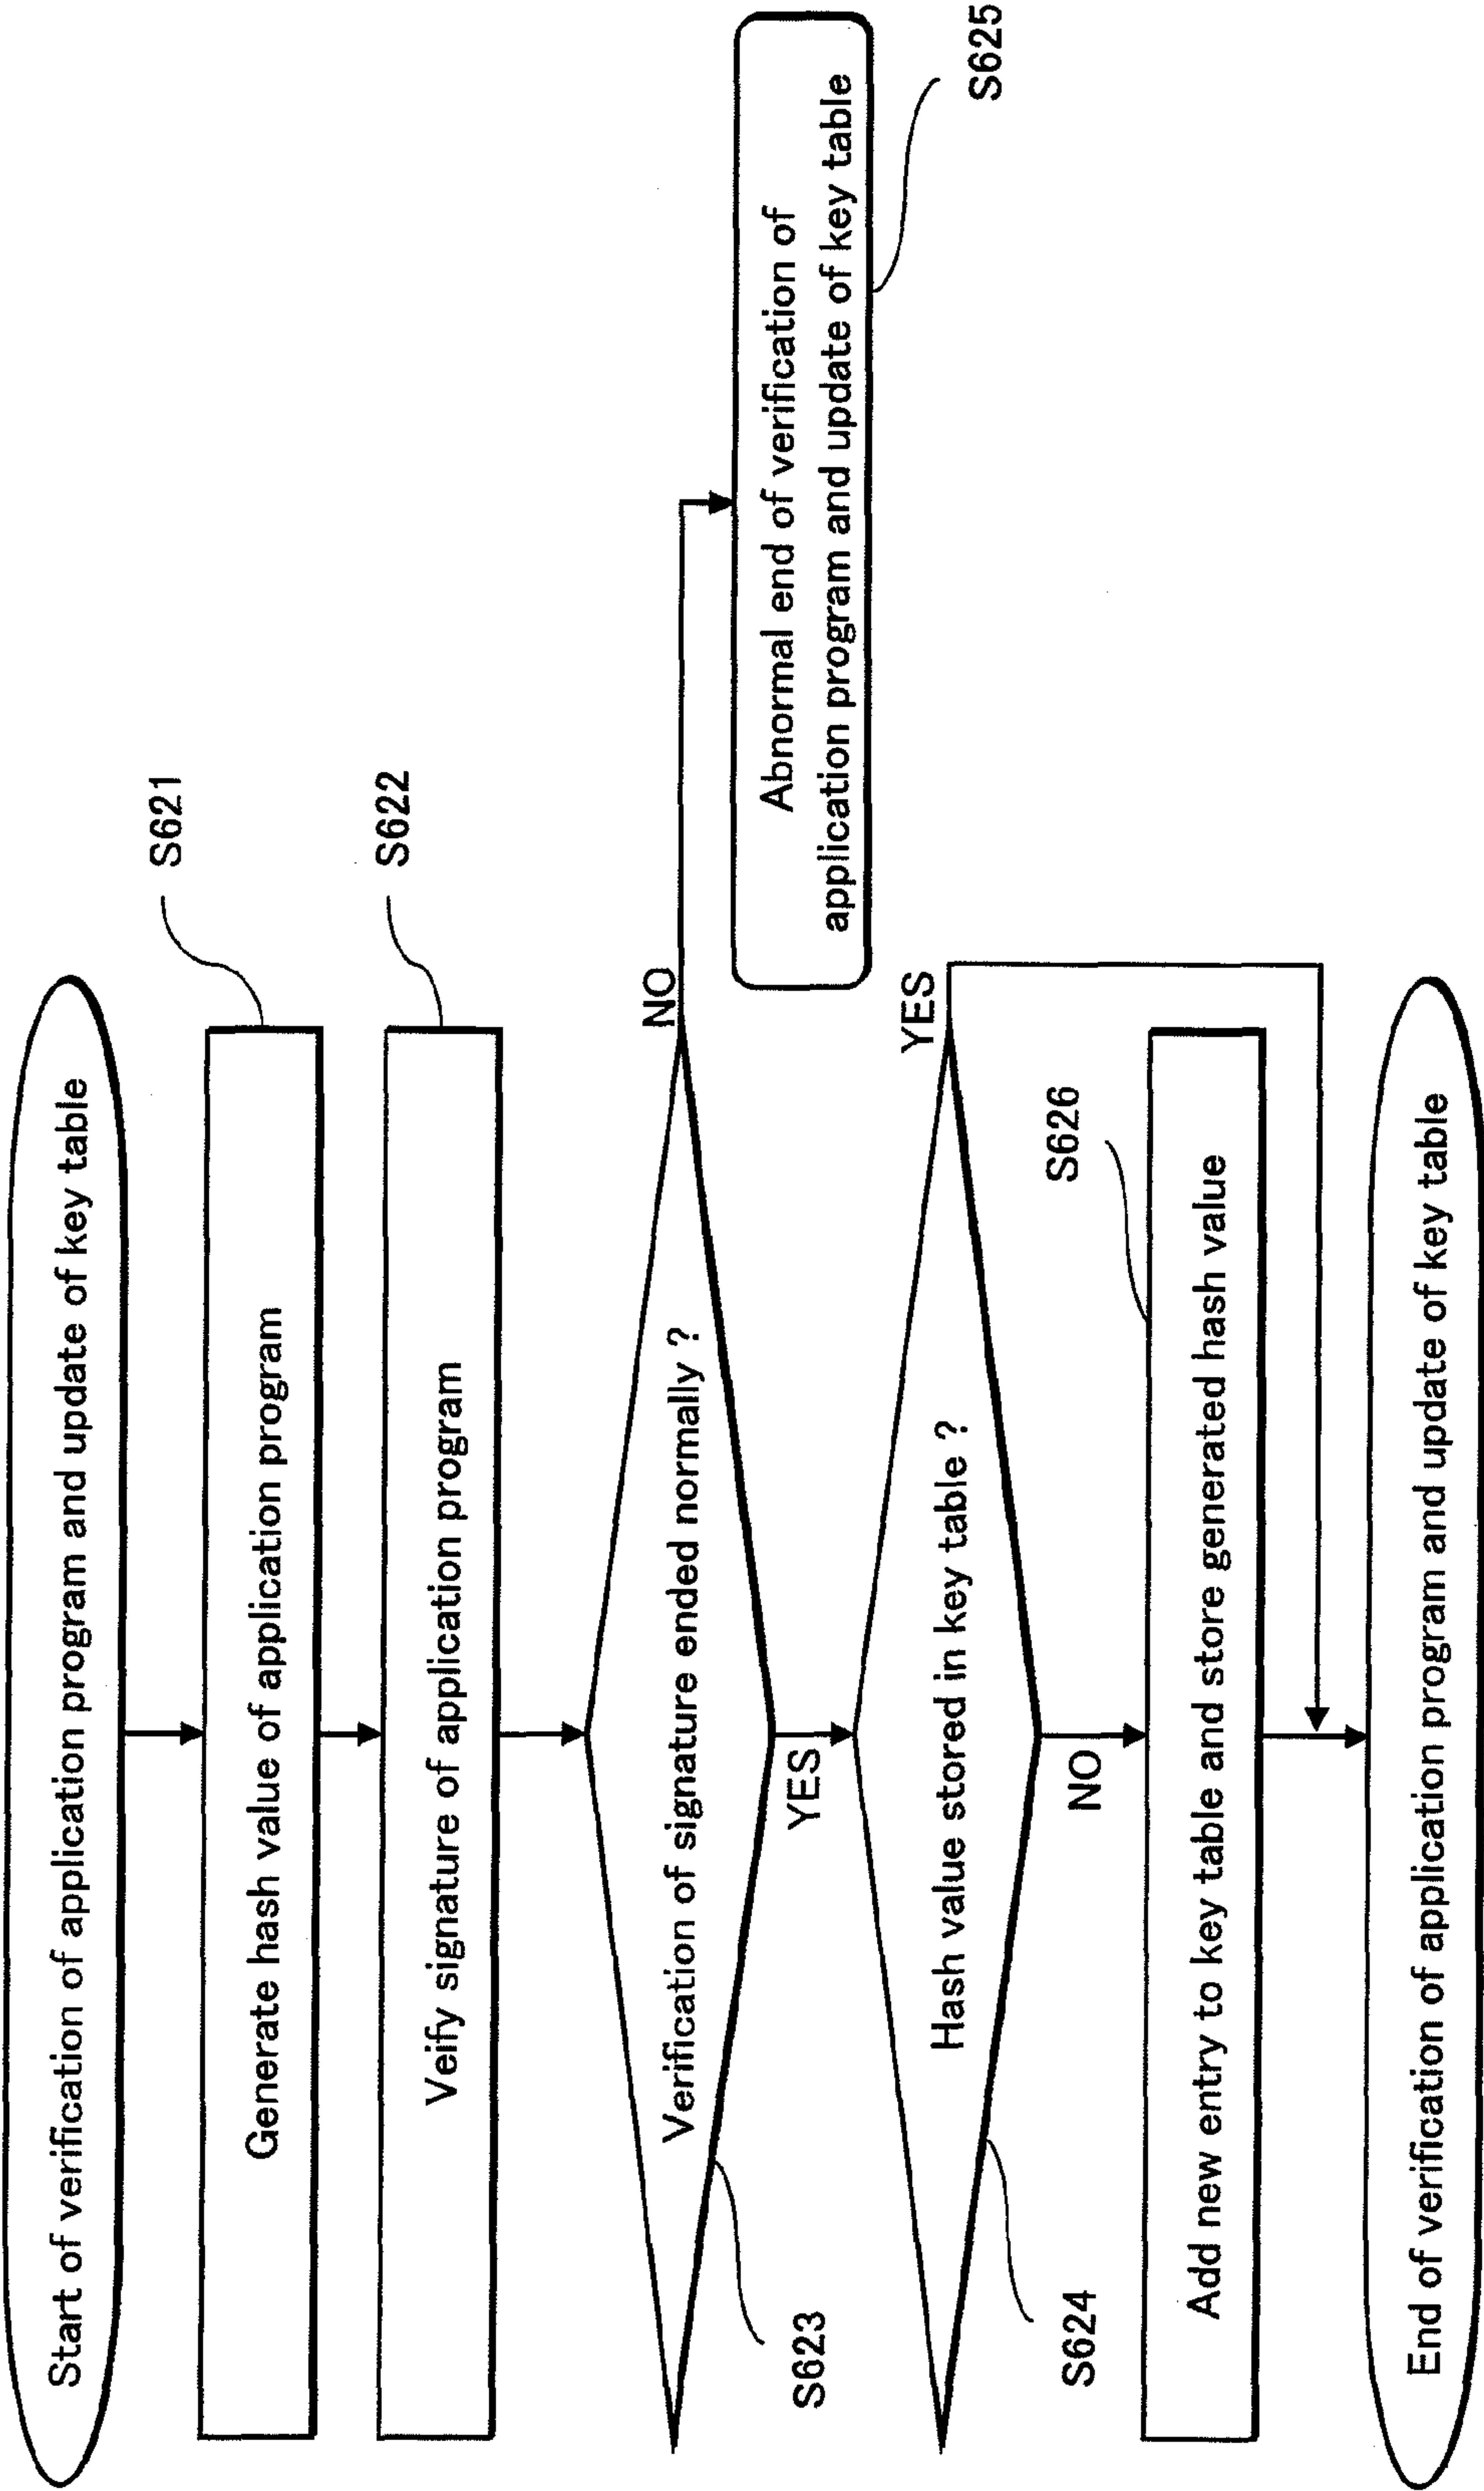 Start of verification of application program and update of key table
S621
Generate hash value of application program
S622
Veify signature of application program
Verification of signature ended normally ?
NO
YES
S623
Abnormal end of verification of
application program and update of key table
S625
Hash value stored in key table ?
YES
NO
S624
S626
Add new entry to key table and store generated hash value
End of verification of application program and update of key table